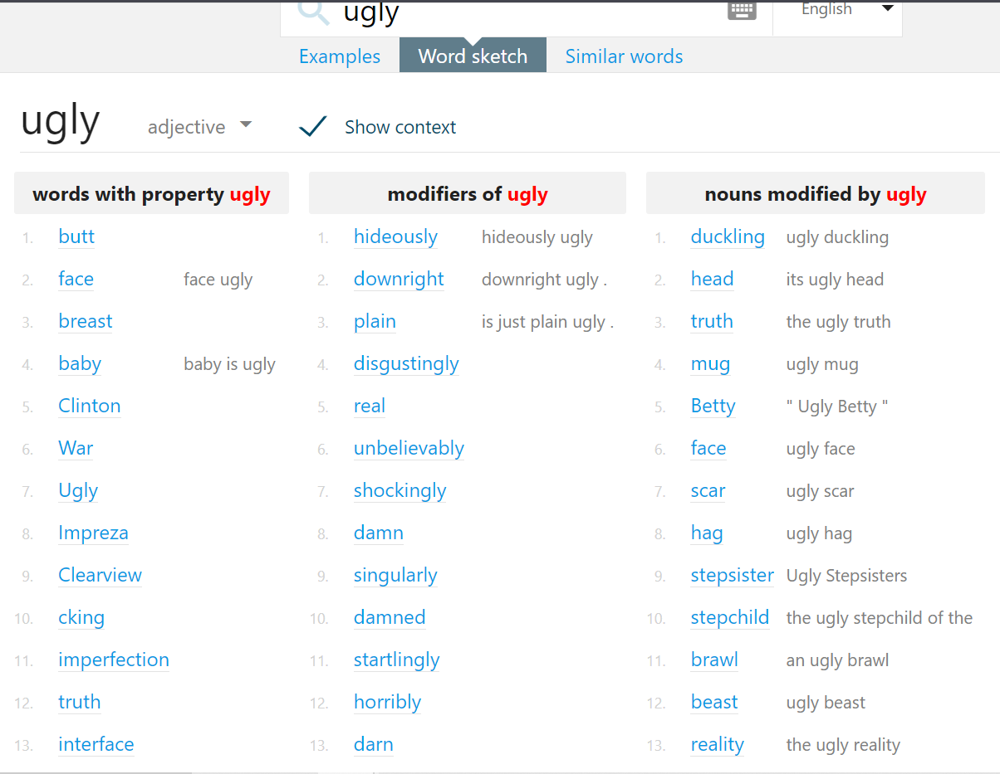 ugly
English
Examples
Word sketch
Similar words
ugly
adjective
Show context
words with property ugly
1. butt
2. face face ugly
3. breast
4. baby baby is ugly
5. Clinton
6. War
7. Ugly
8. Impreza
9. Clearview
10. cking
11. imperfection
12. truth
13. interface
modifiers of ugly
1. hideously hideously ugly
2. downright downright ugly .
3. plain is just plain ugly .
4. disgustingly
5. real
6. unbelievably
7. shockingly
8. damn
9. singularly
10. damned
11. startlingly
12. horribly
13. darn
nouns modified by ugly
1. duckling ugly duckling
2. head its ugly head
3. truth the ugly truth
4. mug ugly mug
5. Betty " Ugly Betty "
6. face ugly face
7. scar ugly scar
8. hag ugly hag
9. stepsister Ugly Stepsisters
10. stepchild the ugly stepchild of the
11. brawl an ugly brawl
12. beast ugly beast
13. reality the ugly reality